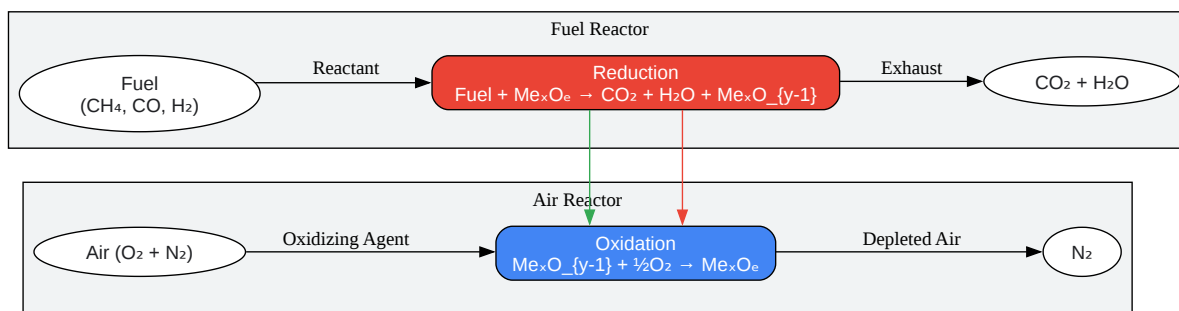 Fuel Reactor
Fuel
(CH₄, CO, H₂)
Reactant
Reduction
Fuel + MeₓOₑ → CO₂ + H₂O + MeₓO_{y-1}
Exhaust
CO₂ + H₂O
Air Reactor
Air (O₂ + N₂)
Oxidizing Agent
Oxidation
MeₓO_{y-1} + ½O₂ → MeₓOₑ
Depleted Air
N₂